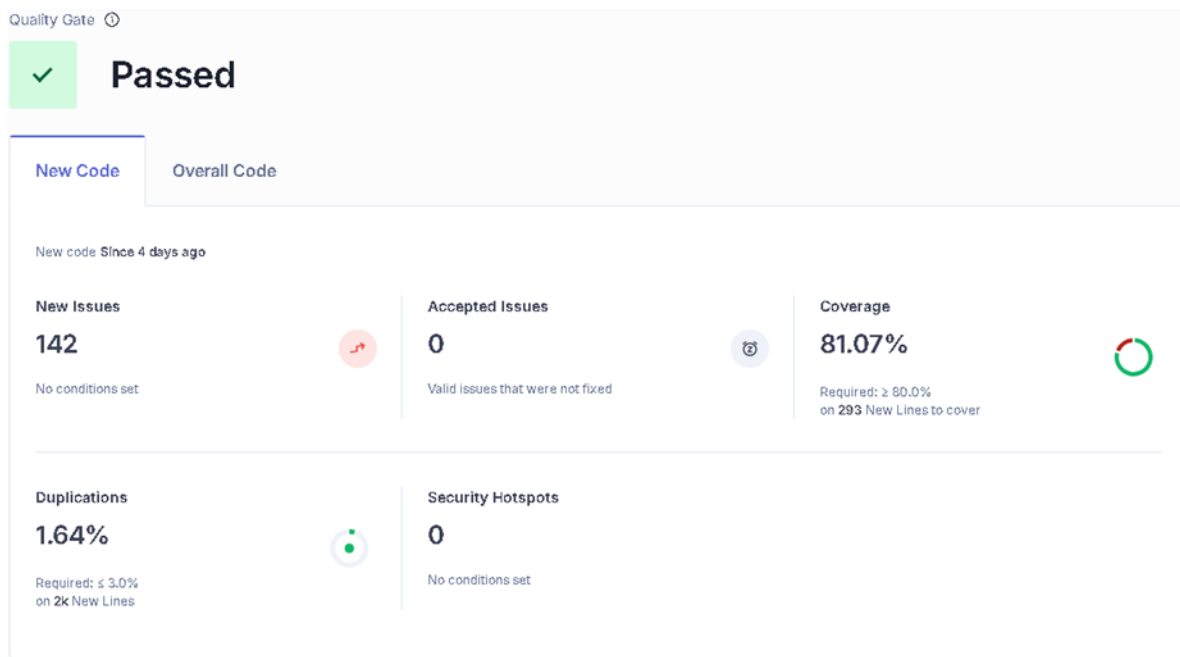 Quality Gate
Passed
New Code
Overall Code
New code Since 4 days ago
New Issues
142
No conditions set
Accepted Issues
0
Valid issues that were not fixed
Coverage
81.07%
Required: ≥ 80.0%
on 293 New Lines to cover
Duplications
1.64%
Required: ≤ 3.0%
on 2k New Lines
Security Hotspots
0
No conditions set